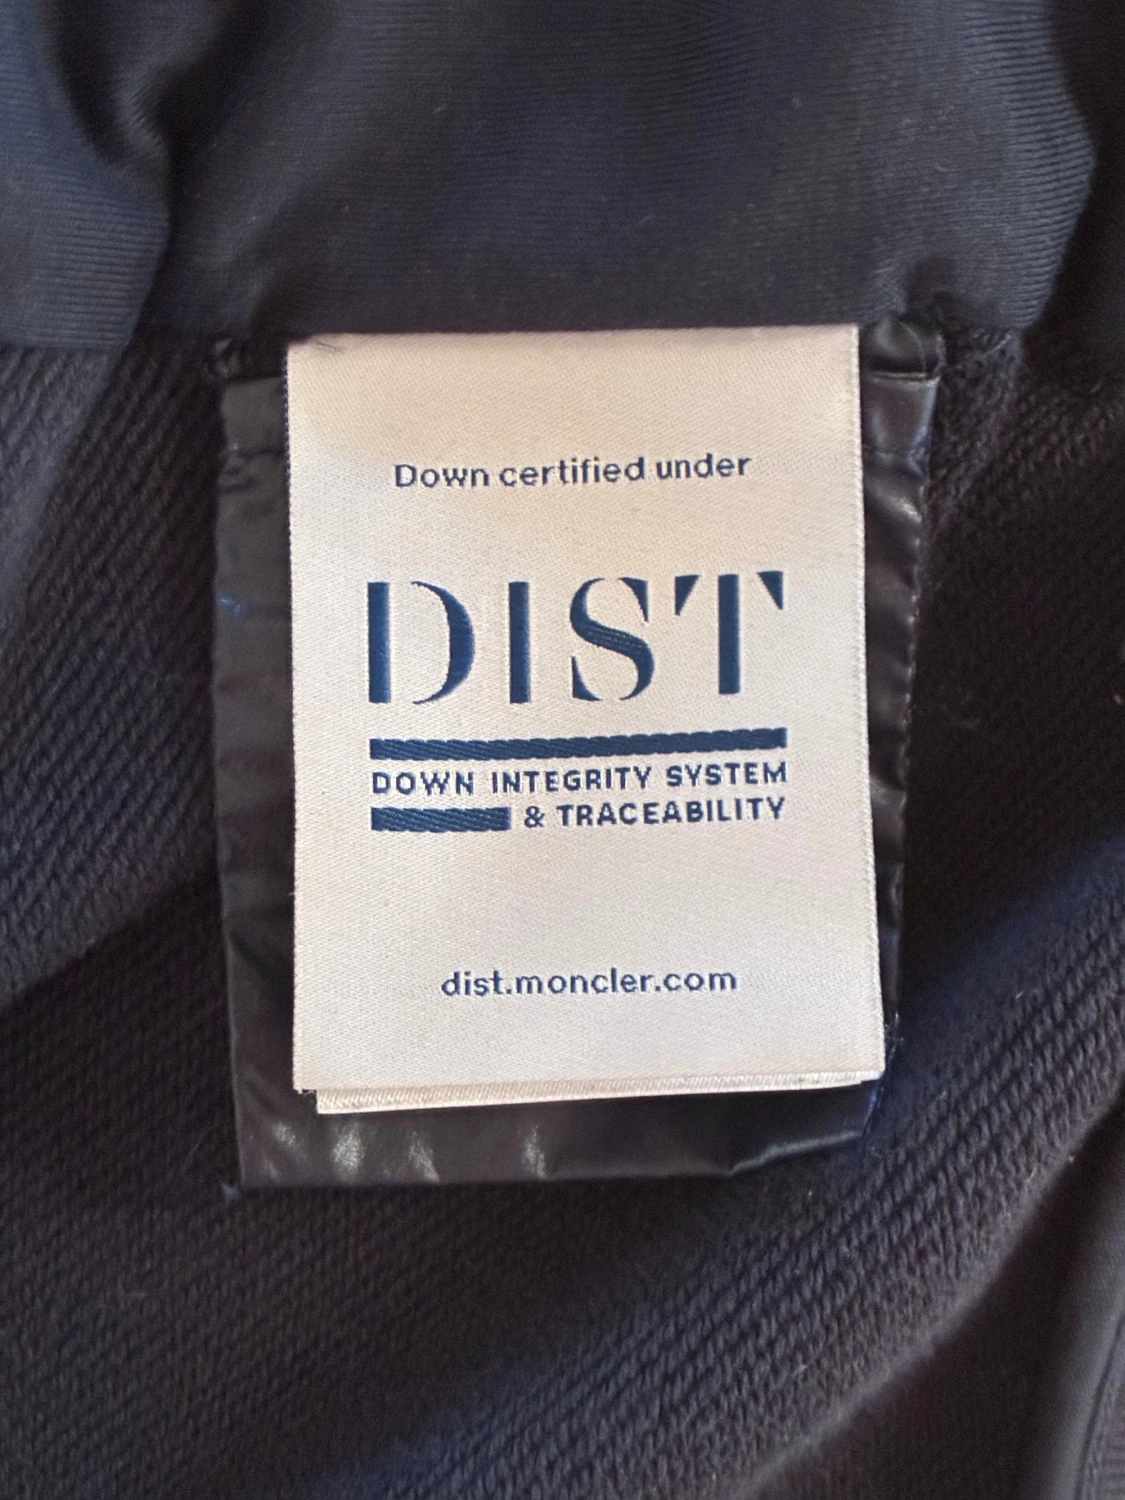 Down certified under
DIST
DOWN INTEGRITY SYSTEM
& TRACEABILITY
dist.moncler.com